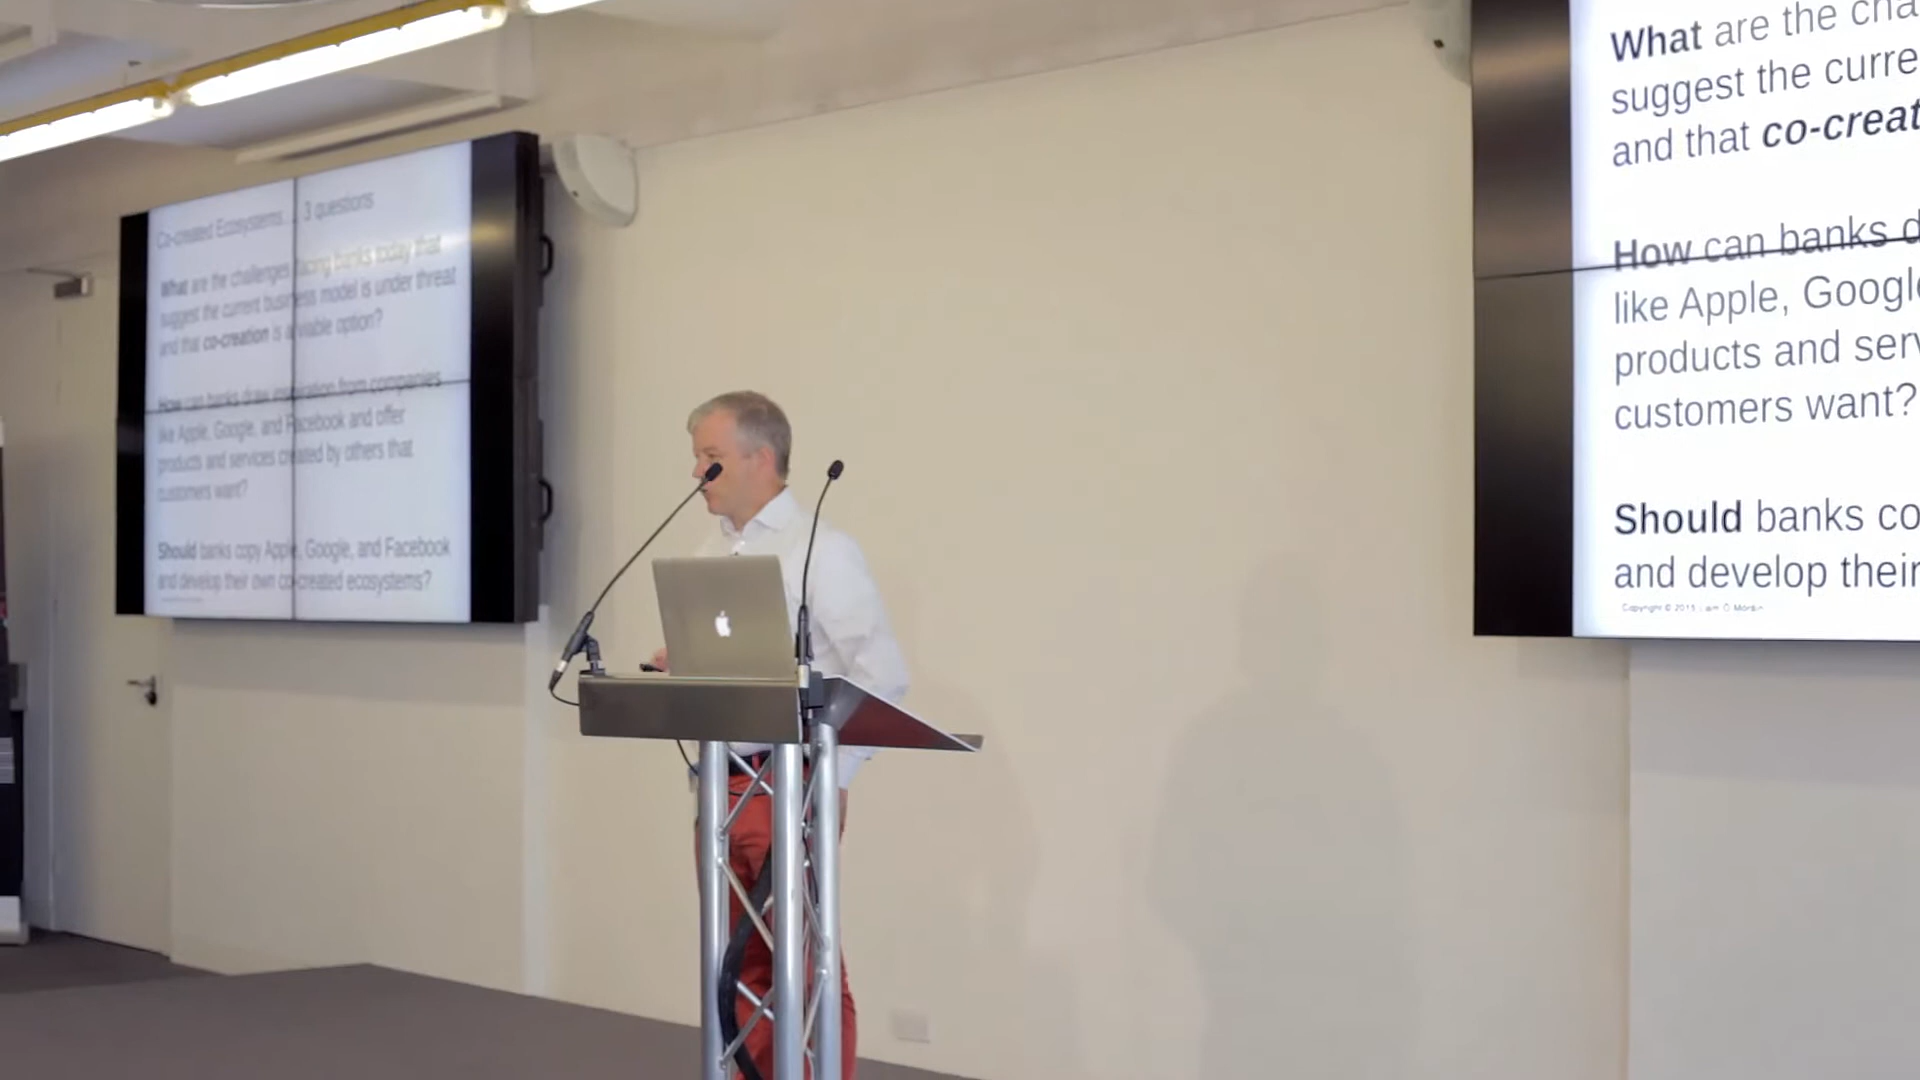 Co-created Ecosystems... 3 questions
What are the challenges facing banks today that
suggest the current business model is under threat
and that co-creation is a viable option?
How can banks draw inspiration from companies
like Apple, Google, and Facebook and offer
products and services created by others that
customers want?
Should banks copy Apple, Google, and Facebook
and develop their own co-created ecosystems?
What are the cha
suggest the curre
and that co-creat
How can banks d
like Apple, Googl
products and serv
customers want?
Should banks co
and develop their
Copyright © 2015